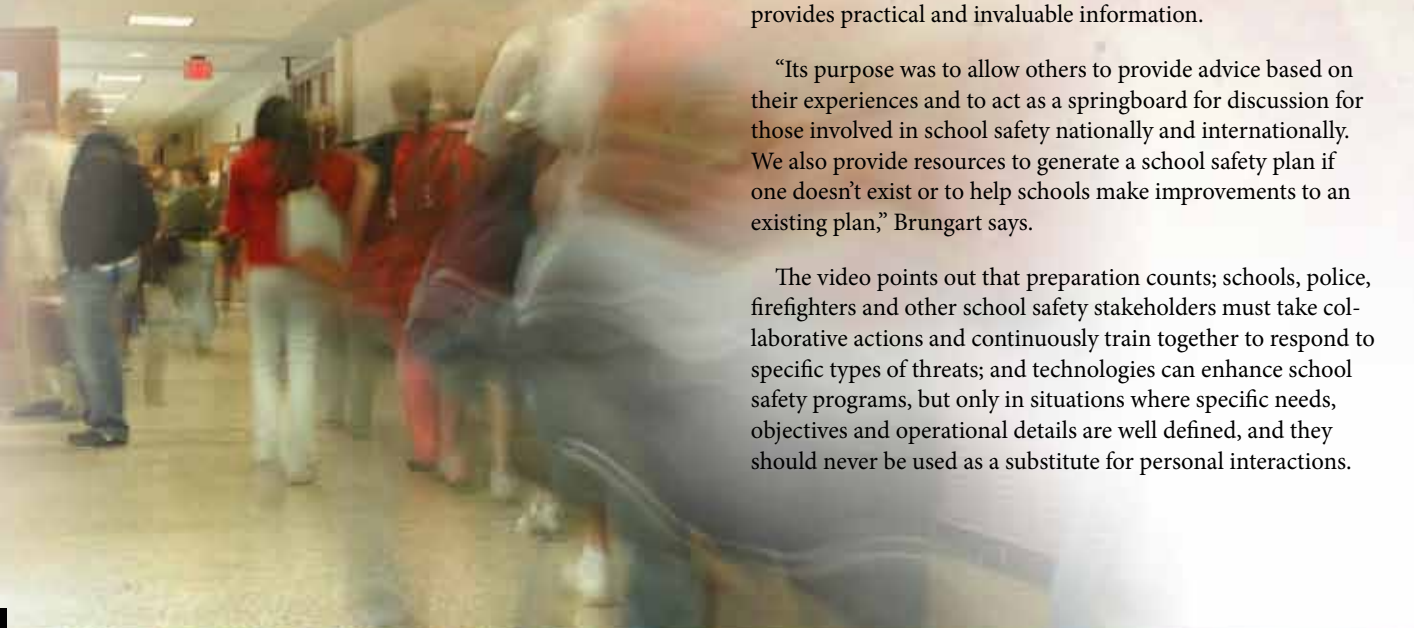 provides practical and invaluable information.
“Its purpose was to allow others to provide advice based on
their experiences and to act as a springboard for discussion for
those involved in school safety nationally and internationally.
We also provide resources to generate a school safety plan if
one doesn’t exist or to help schools make improvements to an
existing plan,” Brungart says.
The video points out that preparation counts; schools, police,
firefighters and other school safety stakeholders must take col-
laborative actions and continuously train together to respond to
specific types of threats; and technologies can enhance school
safety programs, but only in situations where specific needs,
objectives and operational details are well defined, and they
should never be used as a substitute for personal interactions.